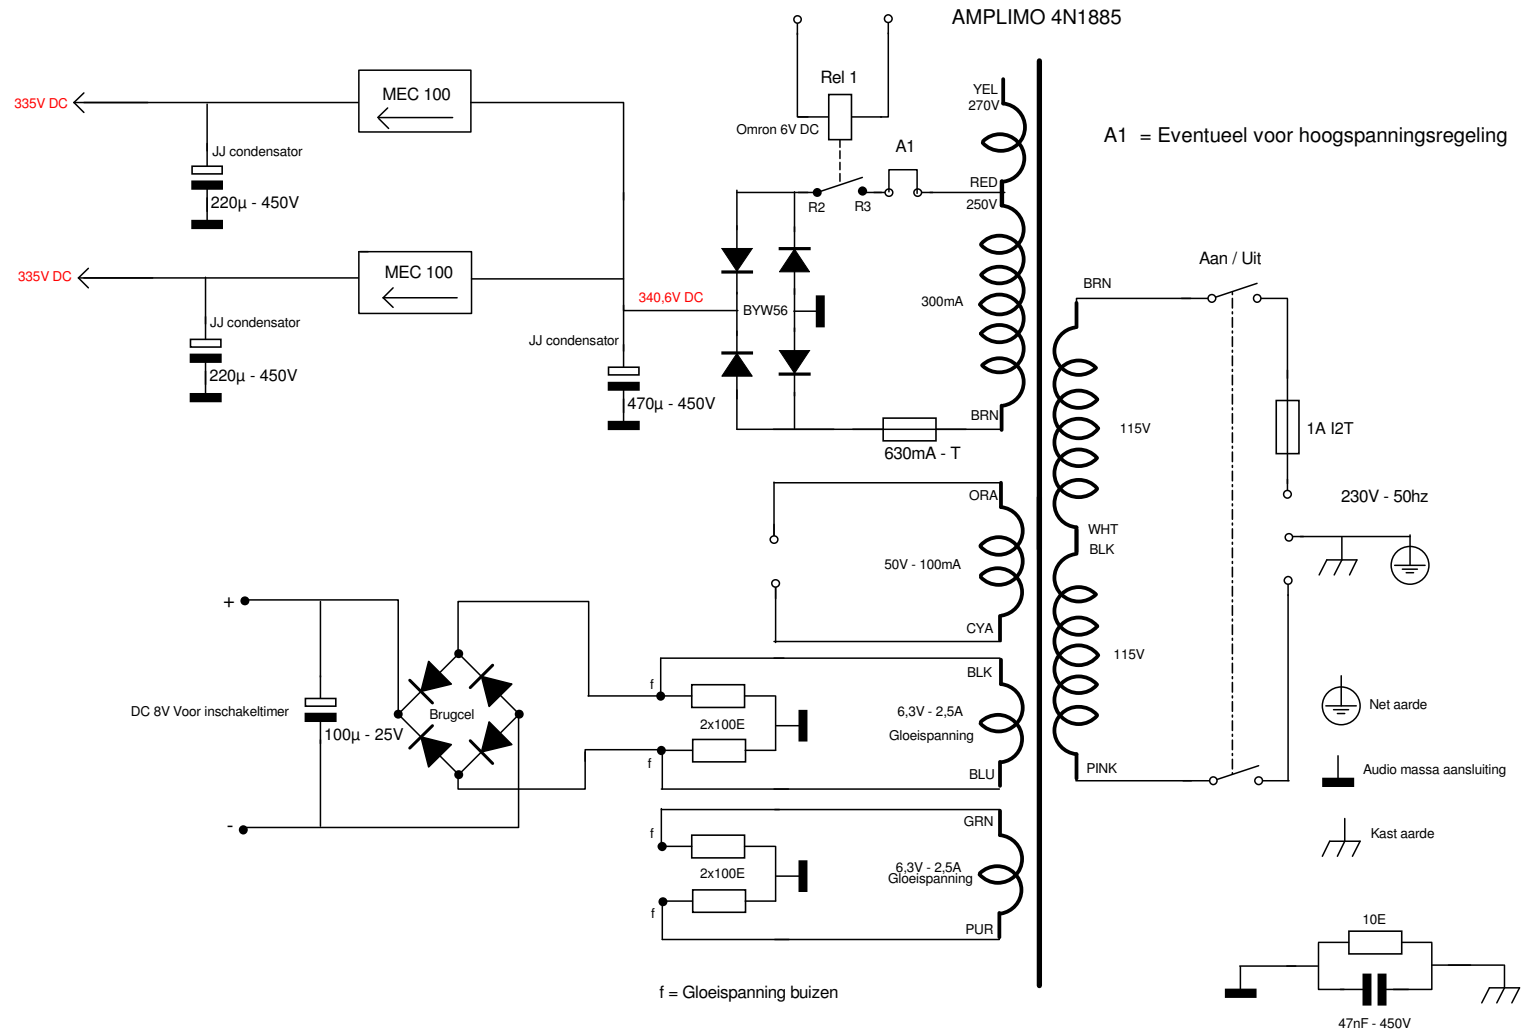 AMPLIMO 4N1885
Rel 1
Omron 6V DC
A1
YEL
270V
A1 = Eventueel voor hoogspanningsregeling
335V DC
MEC 100
JJ condensator
220µ - 450V
R2
R3
RED
250V
335V DC
MEC 100
JJ condensator
220µ - 450V
340,6V DC
BYW56
JJ condensator
470µ - 450V
300mA
BRN
630mA - T
BRN
Aan / Uit
115V
1A I2T
230V - 50hz
WHT
BLK
115V
PINK
ORA
50V - 100mA
CYA
+
-
DC 8V Voor inschakeltimer
100µ - 25V
Brugcel
f
2x100E
f
BLK
6,3V - 2,5A
Gloeispanning
BLU
f
2x100E
f
GRN
6,3V - 2,5A
Gloeispanning
PUR
f = Gloeispanning buizen
Net aarde
Audio massa aansluiting
Kast aarde
10E
47nF - 450V